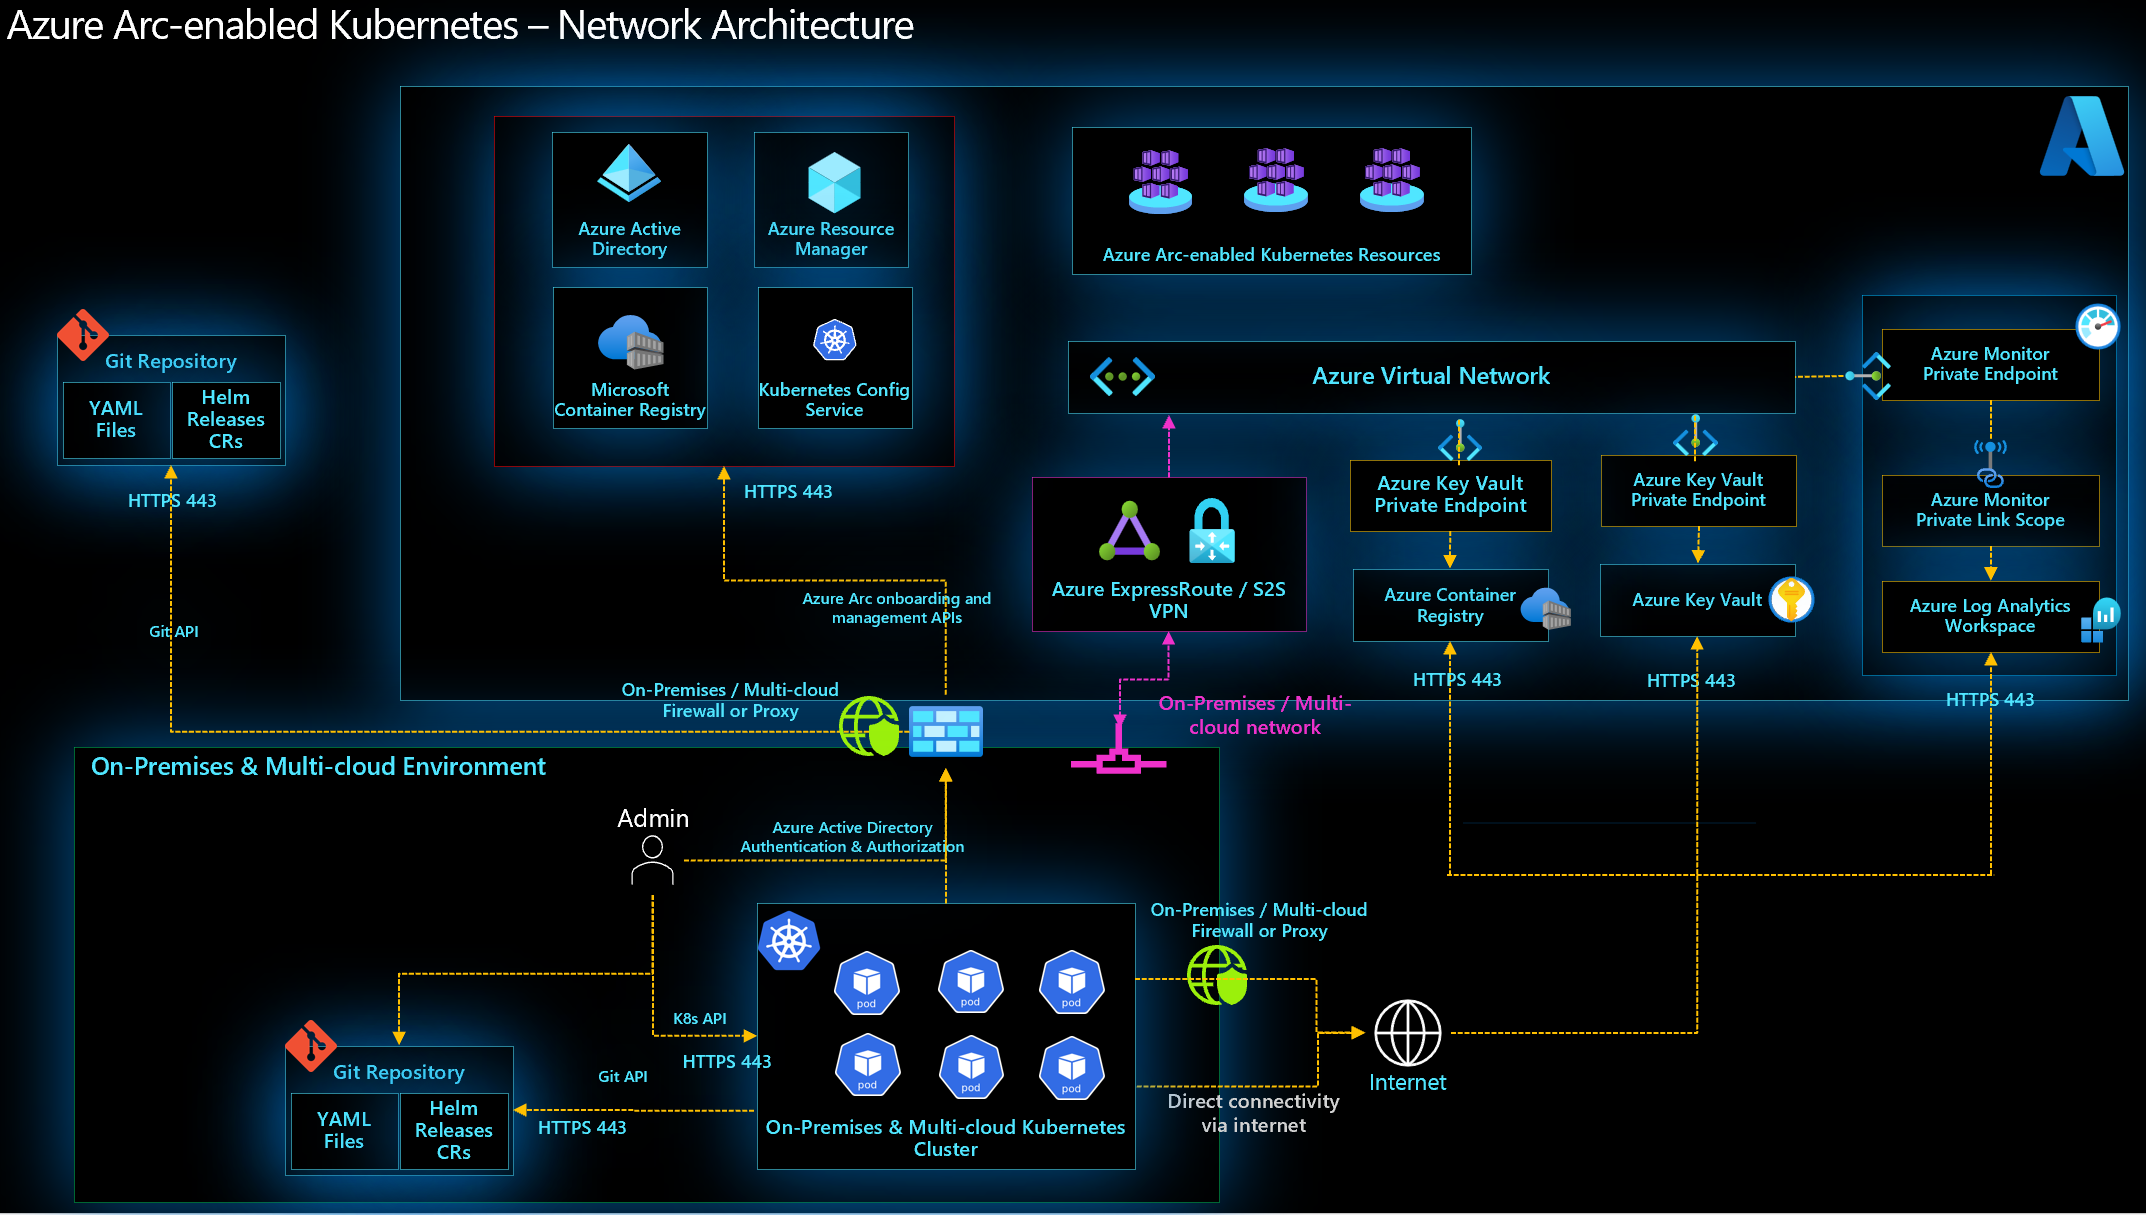 Azure Arc-enabled Kubernetes – Network Architecture
Azure Active
Directory
Azure Resource
Manager
Microsoft
Container Registry
Kubernetes Config
Service
Azure Arc-enabled Kubernetes Resources
Git Repository
YAML
Files
Helm
Releases
CRs
HTTPS 443
Git API
HTTPS 443
Azure Arc onboarding and
management APIs
Azure Virtual Network
Azure Monitor
Private Endpoint
Azure Key Vault
Private Endpoint
Azure Key Vault
Private Endpoint
Azure Monitor
Private Link Scope
Azure ExpressRoute / S2S
VPN
Azure Container
Registry
Azure Key Vault
Azure Log Analytics
Workspace
HTTPS 443
HTTPS 443
HTTPS 443
On-Premises / Multi-cloud
Firewall or Proxy
On-Premises / Multi-
cloud network
On-Premises & Multi-cloud Environment
Admin
Azure Active Directory
Authentication & Authorization
K8s API
HTTPS 443
Git API
HTTPS 443
Git Repository
YAML
Files
Helm
Releases
CRs
pod
pod
pod
pod
pod
pod
On-Premises & Multi-cloud Kubernetes
Cluster
On-Premises / Multi-cloud
Firewall or Proxy
Direct connectivity
via internet
Internet